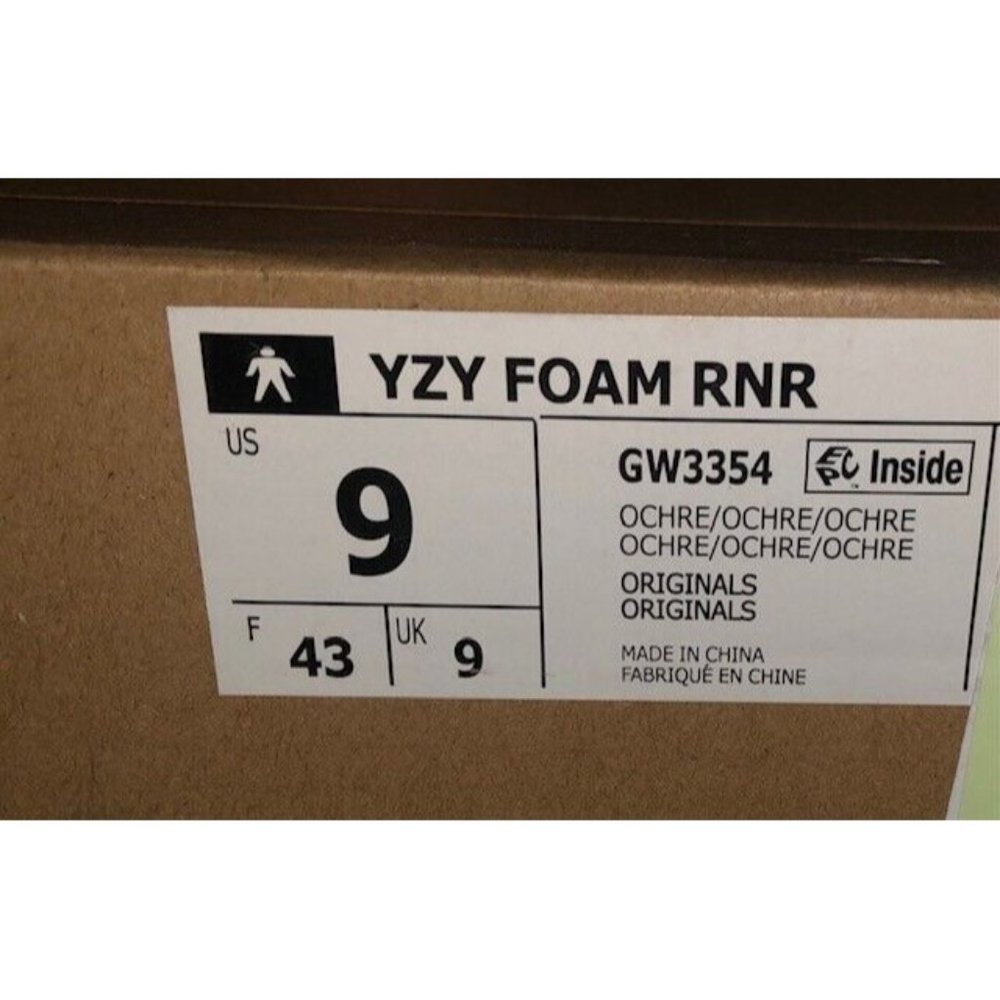 YZY FOAM RNR
US
9
F 43
UK 9
GW3354 EPC Inside
OCHRE/OCHRE/OCHRE
OCHRE/OCHRE/OCHRE
ORIGINALS
ORIGINALS
MADE IN CHINA
FABRIQUÉ EN CHINE